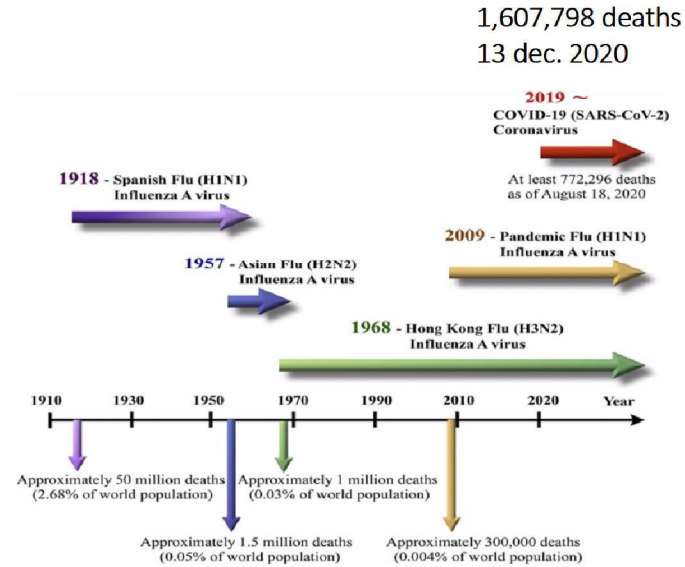 1,607,798 deaths
13 dec. 2020
2019 ~
COVID-19 (SARS-CoV-2)
Coronavirus
At least 772,296 deaths
as of August 18, 2020
1918 - Spanish Flu (H1N1)
Influenza A virus
2009 - Pandemic Flu (H1N1)
Influenza A virus
1957 - Asian Flu (H2N2)
Influenza A virus
1968 - Hong Kong Flu (H3N2)
Influenza A virus
1910 1930 1950 1970 1990 2010 2020 Year
Approximately 50 million deaths
(2.68% of world population)
Approximately 1 million deaths
(0.03% of world population)
Approximately 1.5 million deaths
(0.05% of world population)
Approximately 300,000 deaths
(0.004% of world population)